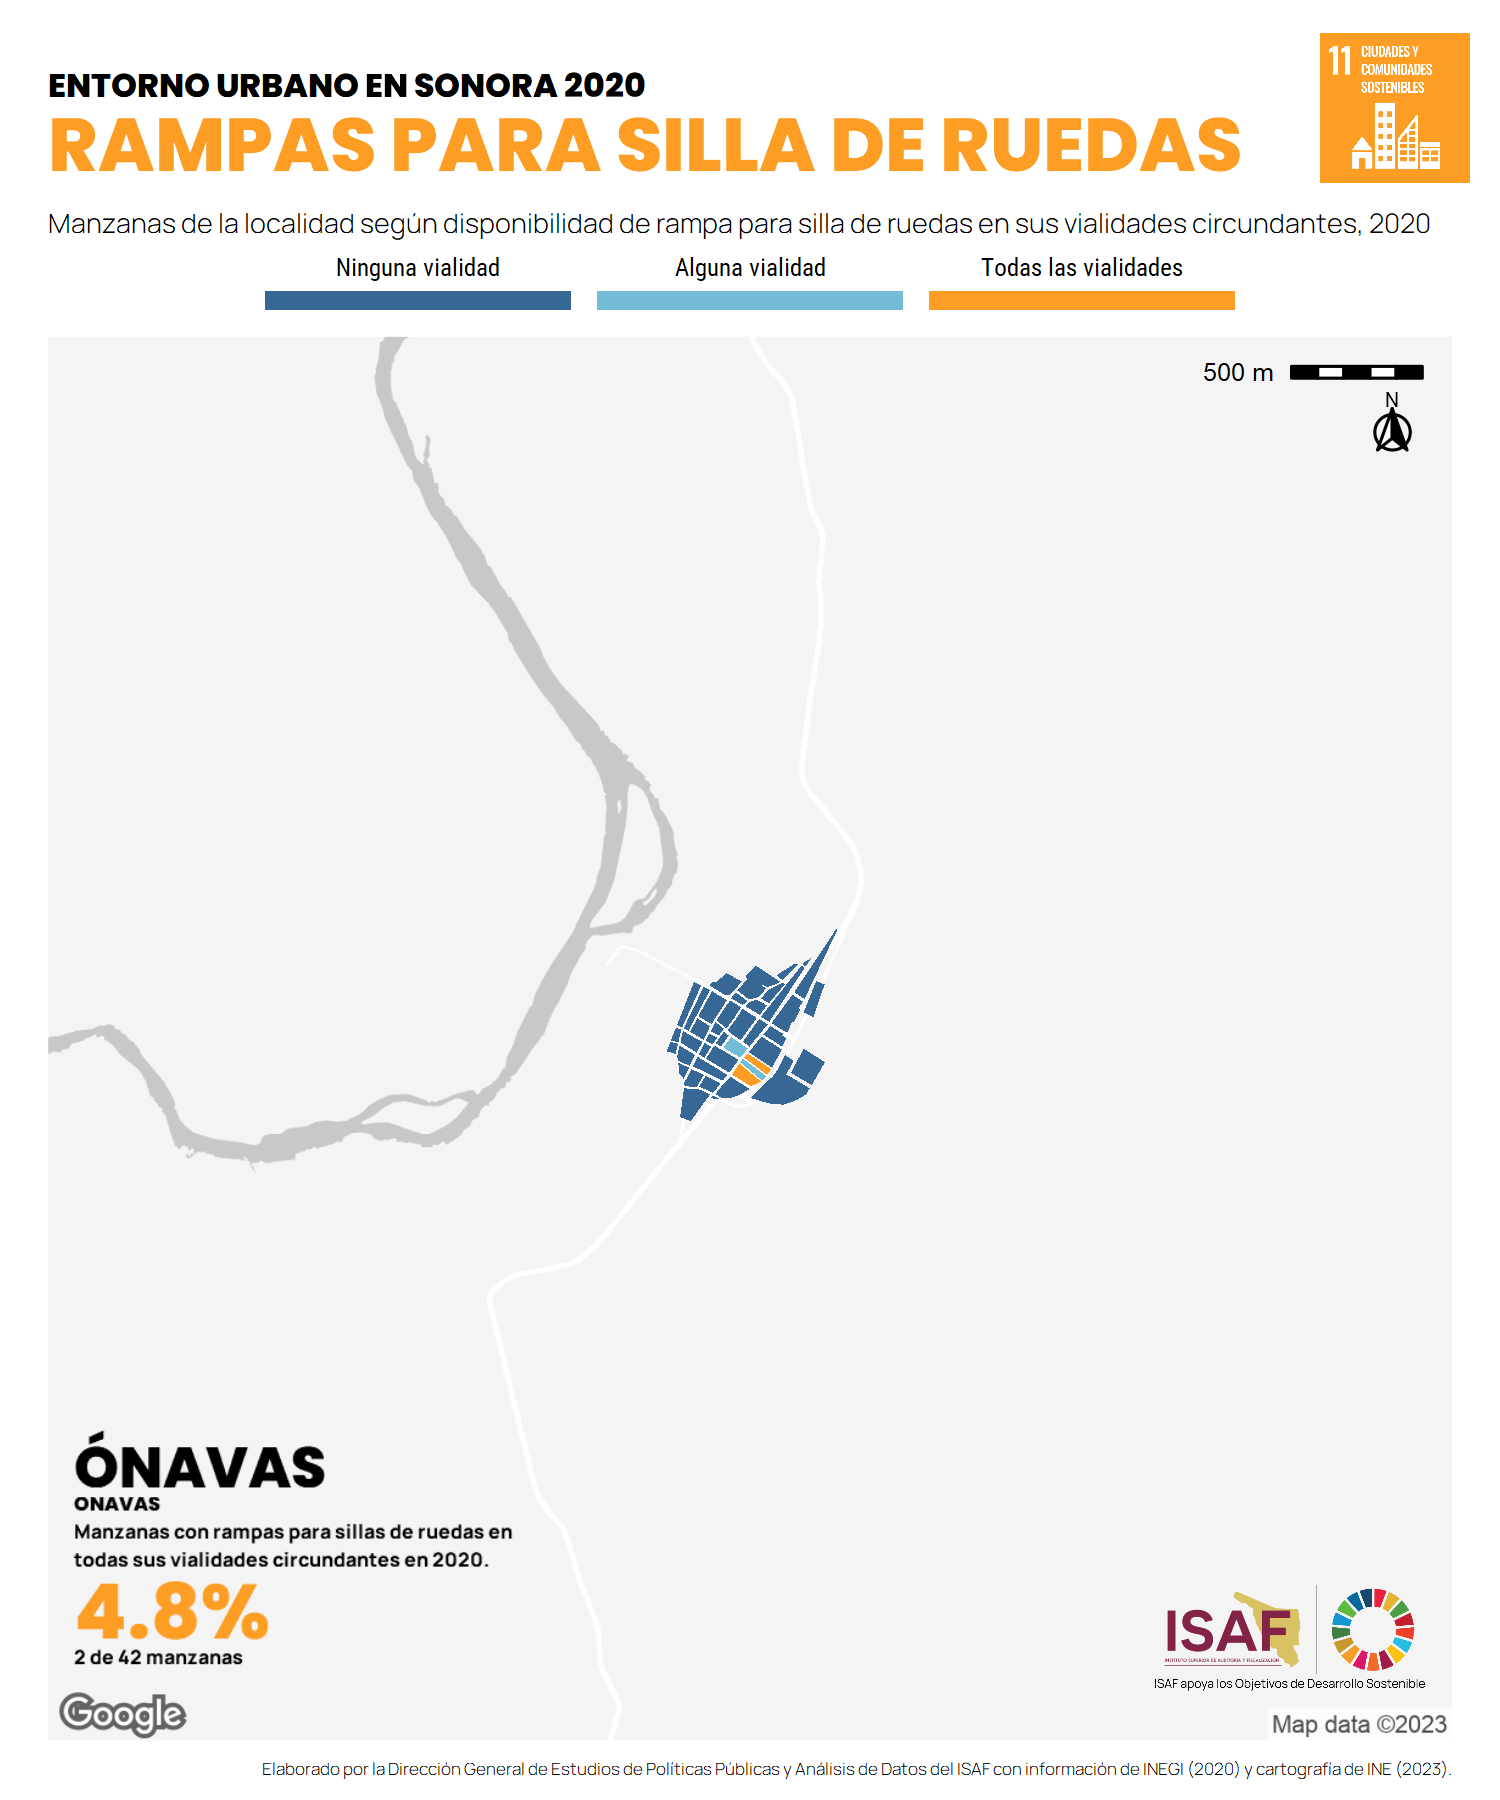 ENTORNO URBANO EN SONORA 2020
RAMPAS PARA SILLA DE RUEDAS
11 CIUDADES Y
COMUNIDADES
SOSTENIBLES
Manzanas de la localidad según disponibilidad de rampa para silla de ruedas en sus vialidades circundantes, 2020
Ninguna vialidad
Alguna vialidad
Todas las vialidades
500 m
N
ÓNAVAS
ONAVAS
Manzanas con rampas para sillas de ruedas en
todas sus vialidades circundantes en 2020.
4.8%
2 de 42 manzanas
ISAF
INSTITUTO SUPERIOR DE AUDITORÍA Y FISCALIZACIÓN
ISAF apoya los Objetivos de Desarrollo Sostenible
Google
Map data ©2023
Elaborado por la Dirección General de Estudios de Políticas Públicas y Análisis de Datos del ISAF con información de INEGI (2020) y cartografía de INE (2023).